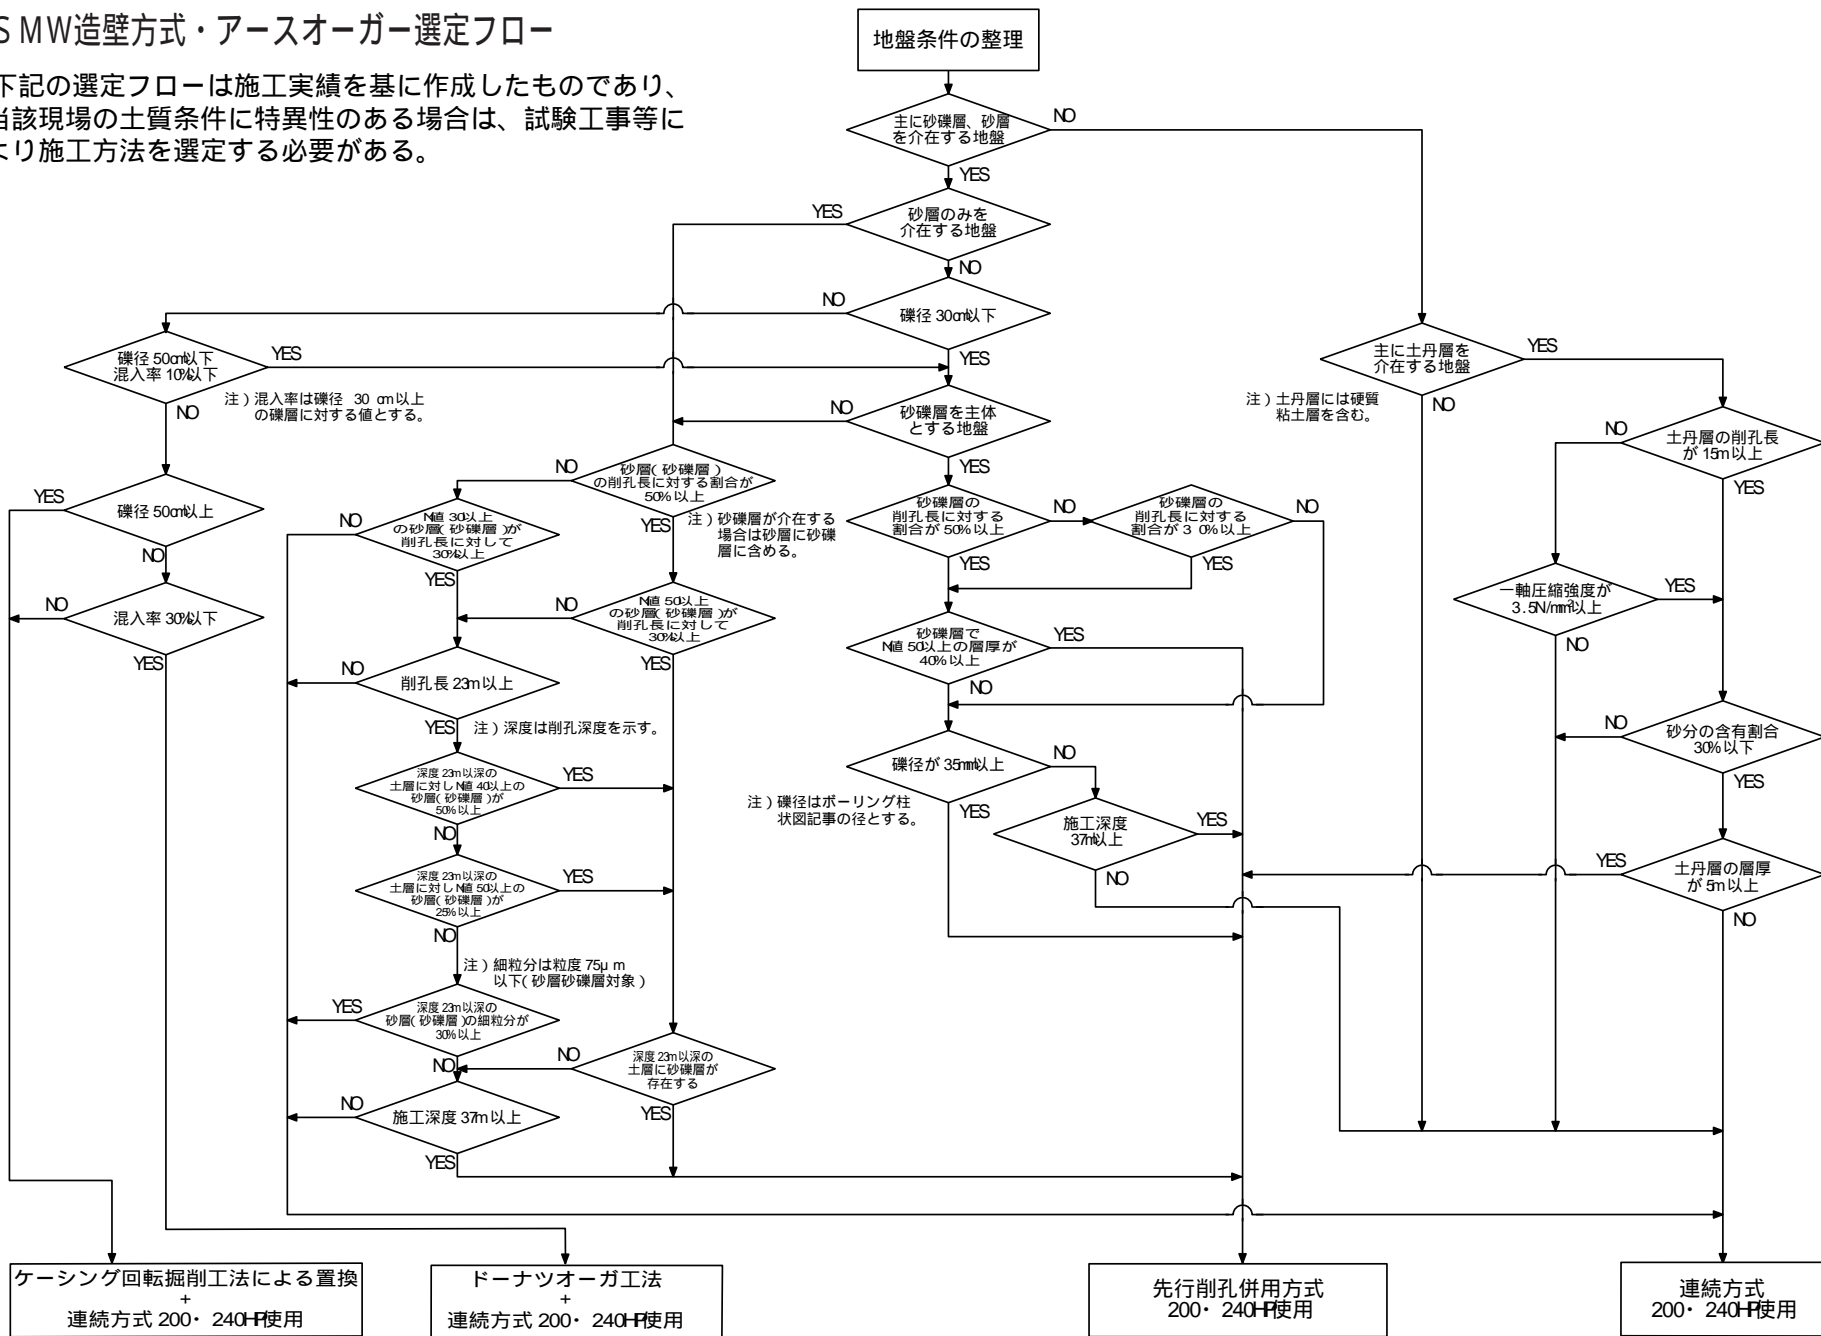 SMW造壁方式・アースオーガー選定フロー
下記の選定フローは施工実績を基に作成したものであり、
当該現場の土質条件に特異性のある場合は、試験工事等に
より施工方法を選定する必要がある。
地盤条件の整理
主に砂礫層、砂層
を介在する地盤
NO
YES
砂層のみを
介在する地盤
YES
NO
礫径 30cm以下
NO
YES
礫径 50cm以下
混入率 10%以下
YES
NO
注）混入率は礫径 30 cm以上
の礫層に対する値とする。
主に土丹層を
介在する地盤
YES
NO
注）土丹層には硬質
粘土層を含む。
砂礫層を主体
とする地盤
YES
土丹層の削孔長
が 15m以上
NO
YES
砂層（砂礫層）
の削孔長に対する割合が
50%以上
NO
YES
注）砂礫層が介在する
場合は砂層に砂礫
層に含める。
礫径 50cm以上
YES
NO
N値 30以上
の砂層（砂礫層）が
削孔長に対して
30%以上
NO
YES
砂礫層の
削孔長に対する
割合が 50%以上
NO
YES
砂礫層の
削孔長に対する
割合が 3 0%以上
NO
YES
一軸圧縮強度が
3.5N/mm²以上
YES
NO
混入率 30%以下
NO
YES
N値 50以上
の砂層（砂礫層）が
削孔長に対して
30%以上
NO
YES
砂礫層で
N値 50以上の層厚が
40%以上
YES
NO
削孔長 23m以上
NO
YES
注）深度は削孔深度を示す。
砂分の含有割合
30%以下
NO
YES
礫径が 35mm以上
NO
YES
注）礫径はボーリング柱
状図記事の径とする。
深度 23m以深の
土層に対しN値 40以上の
砂層（砂礫層）が
50%以上
YES
NO
施工深度
37m以上
YES
NO
土丹層の層厚
が 5m以上
YES
NO
深度 23m以深の
土層に対しN値 50以上の
砂層（砂礫層）が
25%以上
YES
NO
注）細粒分は粒度 75μm
以下（砂層砂礫層対象）
深度 23m以深の
砂層（砂礫層）の細粒分が
30%以上
YES
NO
深度 23m以深の
土層に砂礫層が
存在する
NO
YES
施工深度 37m以上
NO
YES
ケーシング回転掘削工法による置換
+
連続方式 200・ 240HP使用
ドーナツオーガ工法
+
連続方式 200・ 240HP使用
先行削孔併用方式
200・ 240HP使用
連続方式
200・ 240HP使用